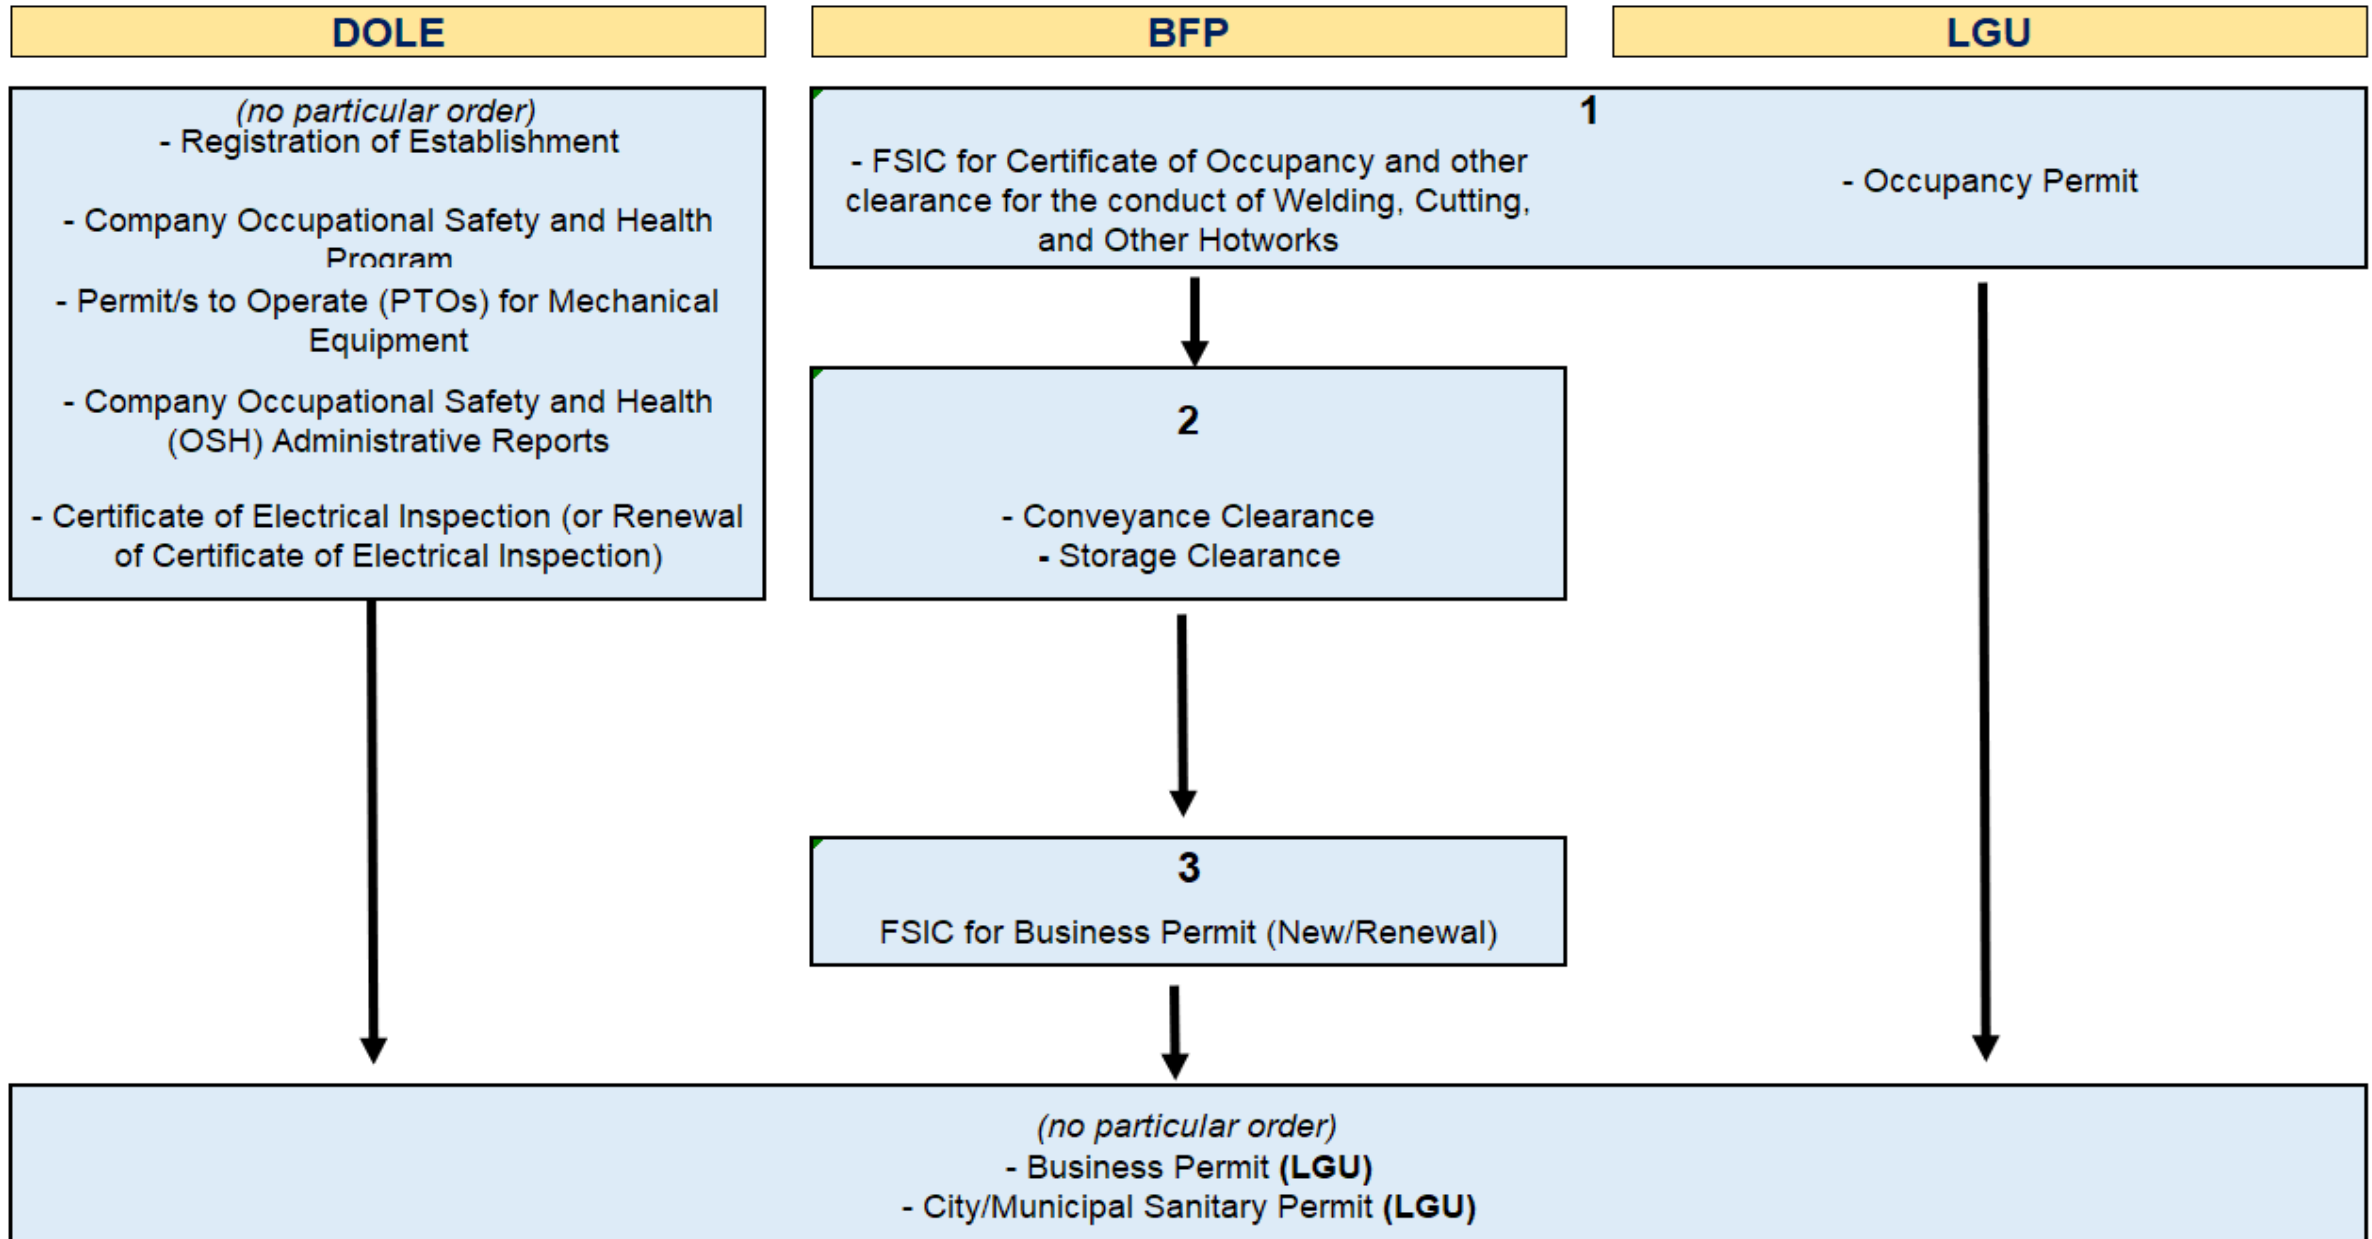 DOLE
BFP
LGU
(no particular order)
- Registration of Establishment
- Company Occupational Safety and Health
Program
- Permit/s to Operate (PTOs) for Mechanical
Equipment
- Company Occupational Safety and Health
(OSH) Administrative Reports
- Certificate of Electrical Inspection (or Renewal
of Certificate of Electrical Inspection)
1
- FSIC for Certificate of Occupancy and other
clearance for the conduct of Welding, Cutting,
and Other Hotworks
- Occupancy Permit
2
- Conveyance Clearance
- Storage Clearance
3
FSIC for Business Permit (New/Renewal)
(no particular order)
- Business Permit (LGU)
- City/Municipal Sanitary Permit (LGU)